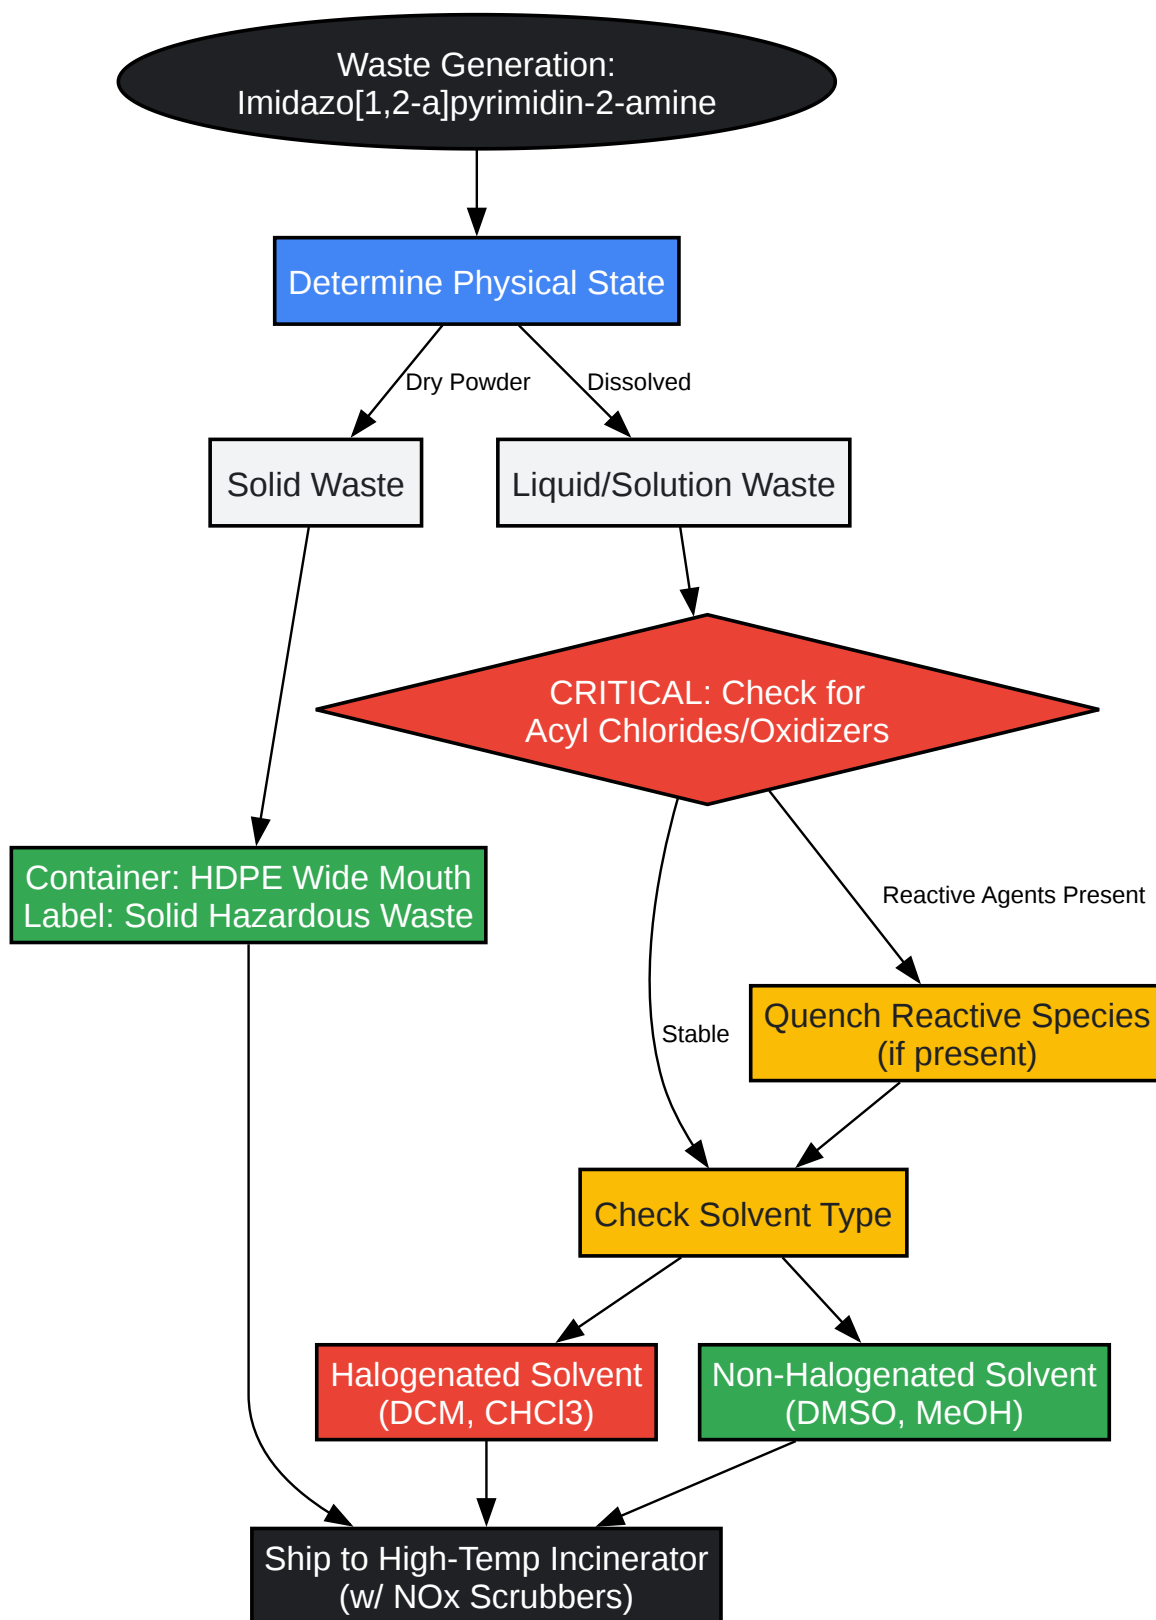 Waste Generation:
Imidazo[1,2-a]pyrimidin-2-amine
Determine Physical State
Dry Powder
Dissolved
Solid Waste
Liquid/Solution Waste
CRITICAL: Check for
Acyl Chlorides/Oxidizers
Container: HDPE Wide Mouth
Label: Solid Hazardous Waste
Reactive Agents Present
Quench Reactive Species
(if present)
Stable
Check Solvent Type
Halogenated Solvent
(DCM, CHCl3)
Non-Halogenated Solvent
(DMSO, MeOH)
Ship to High-Temp Incinerator
(w/ NOx Scrubbers)